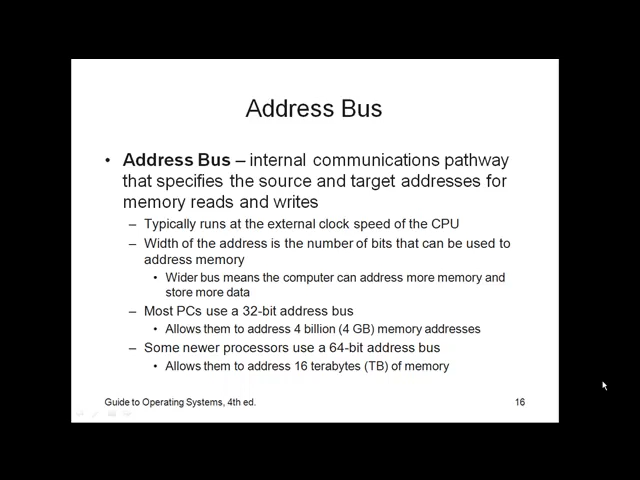 Address Bus
• Address Bus – internal communications pathway
that specifies the source and target addresses for
memory reads and writes
– Typically runs at the external clock speed of the CPU
– Width of the address is the number of bits that can be used to
address memory
• Wider bus means the computer can address more memory and
store more data
– Most PCs use a 32-bit address bus
• Allows them to address 4 billion (4 GB) memory addresses
– Some newer processors use a 64-bit address bus
• Allows them to address 16 terabytes (TB) of memory
Guide to Operating Systems, 4th ed. 16